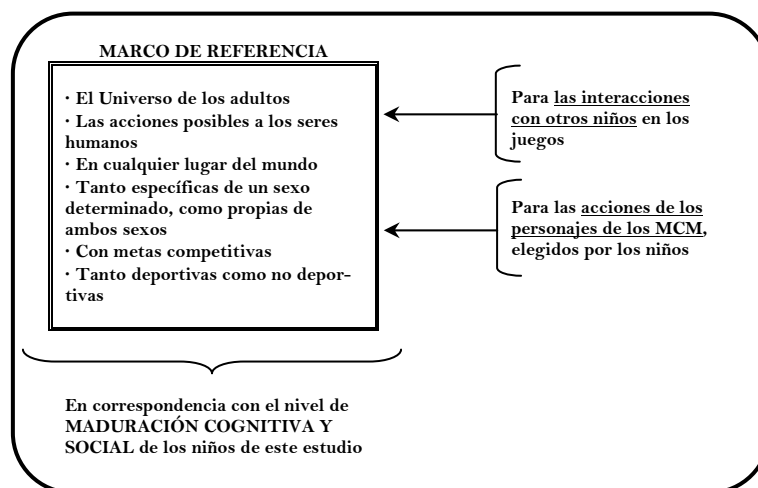 MARCO DE REFERENCIA
· El Universo de los adultos
· Las acciones posibles a los seres
humanos
· En cualquier lugar del mundo
· Tanto específicas de un sexo
determinado, como propias de
ambos sexos
· Con metas competitivas
· Tanto deportivas como no depor-
tivas
Para las interacciones
con otros niños en los
juegos
Para las acciones de los
personajes de los MCM,
elegidos por los niños
En correspondencia con el nivel de
MADURACIÓN COGNITIVA Y
SOCIAL de los niños de este estudio